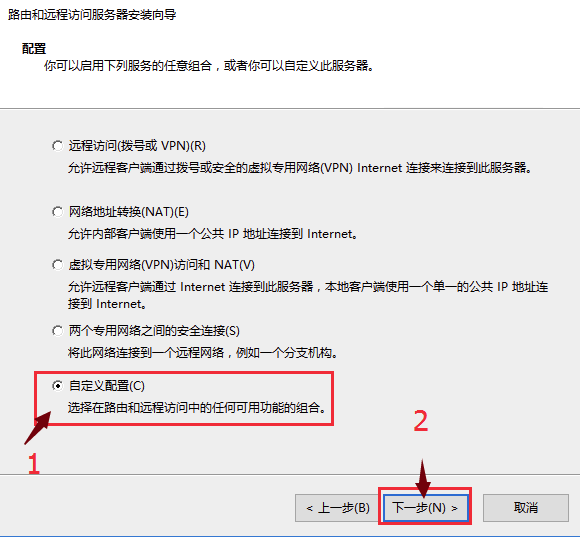 路由和远程访问服务器安装向导
配置
你可以启用下列服务的任意组合，或者你可以自定义此服务器。
远程访问(拨号或 VPN)(R)
允许远程客户端通过拨号或安全的虚拟专用网络(VPN) Internet 连接来连接到此服务器。
网络地址转换(NAT)(E)
允许内部客户端使用一个公共 IP 地址连接到 Internet。
虚拟专用网络(VPN)访问和 NAT(V)
允许远程客户端通过 Internet 连接到此服务器，本地客户端使用一个单一的公共 IP 地址连
接到 Internet。
两个专用网络之间的安全连接(S)
将此网络连接到一个远程网络，例如一个分支机构。
自定义配置(C)
选择在路由和远程访问中的任何可用功能的组合。
1
2
< 上一步(B)
下一步(N) >
取消